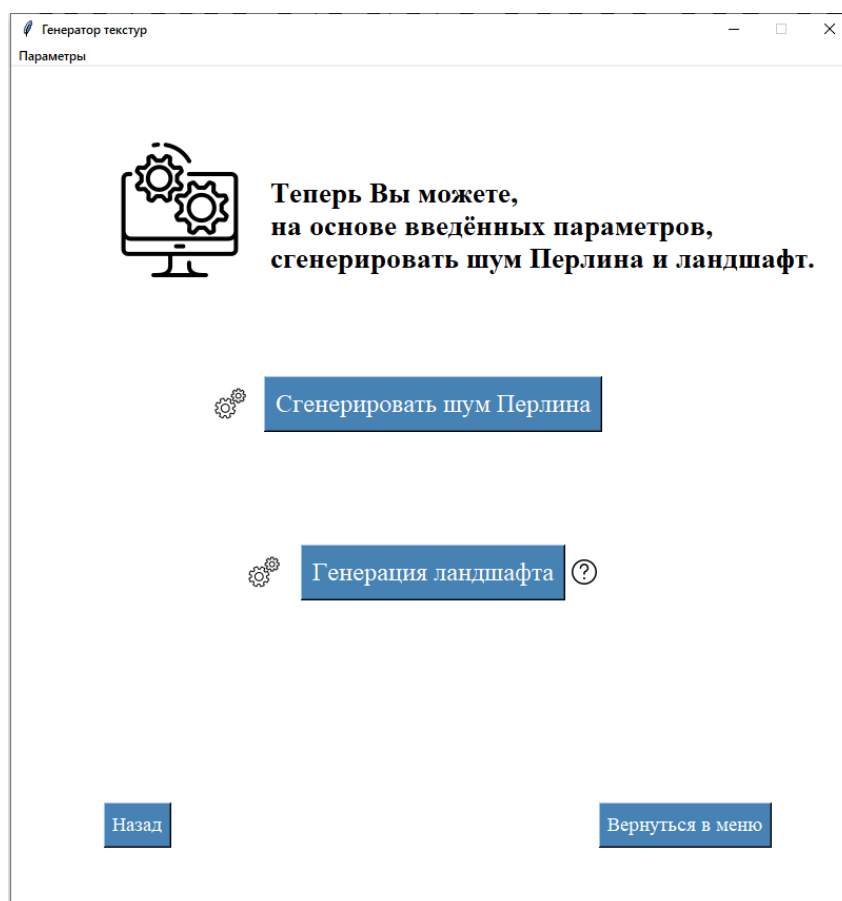 Генератор текстур
Параметры
Теперь Вы можете,
на основе введённых параметров,
сгенерировать шум Перлина и ландшафт.
Сгенерировать шум Перлина
Генерация ландшафта
?
Назад
Вернуться в меню